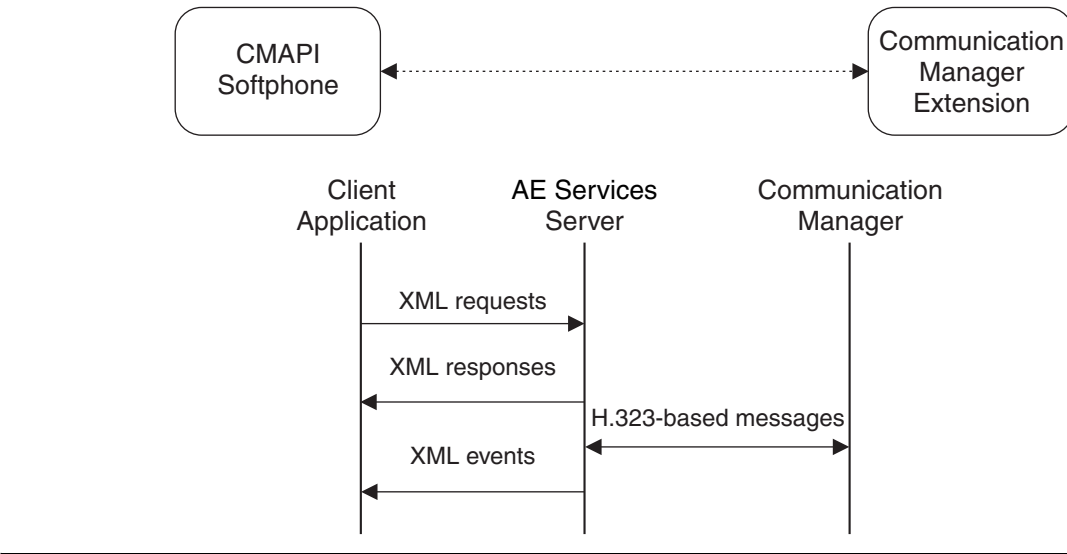 CMAPI
Softphone
Communication
Manager
Extension
Client
Application
AE Services
Server
Communication
Manager
XML requests
XML responses
H.323-based messages
XML events